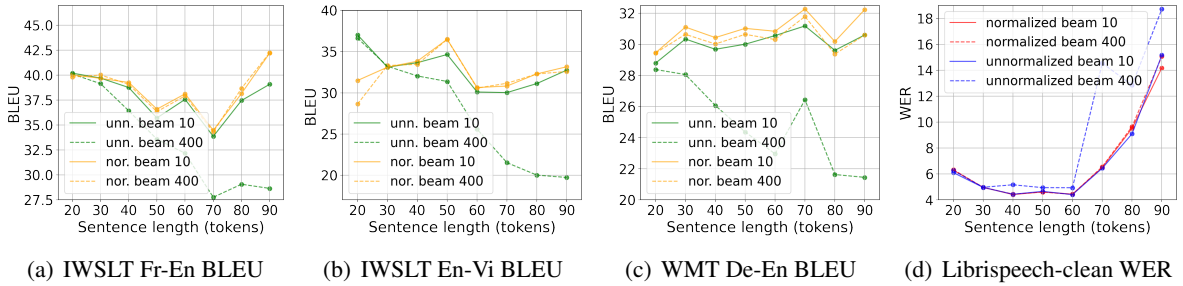 45.0
42.5
40.0
37.5
35.0
32.5
30.0
27.5
BLEU
unn. beam 10
unn. beam 400
nor. beam 10
nor. beam 400
20 30 40 50 60 70 80 90
Sentence length (tokens)
(a) IWSLT Fr-En BLEU
40
35
30
25
20
BLEU
unn. beam 10
unn. beam 400
nor. beam 10
nor. beam 400
20 30 40 50 60 70 80 90
Sentence length (tokens)
(b) IWSLT En-Vi BLEU
32
30
28
26
24
22
20
BLEU
unn. beam 10
unn. beam 400
nor. beam 10
nor. beam 400
20 30 40 50 60 70 80 90
Sentence length (tokens)
(c) WMT De-En BLEU
18
16
14
12
10
8
6
4
WER
normalized beam 10
normalized beam 400
unnormalized beam 10
unnormalized beam 400
20 30 40 50 60 70 80 90
Sentence length (tokens)
(d) Librispeech-clean WER